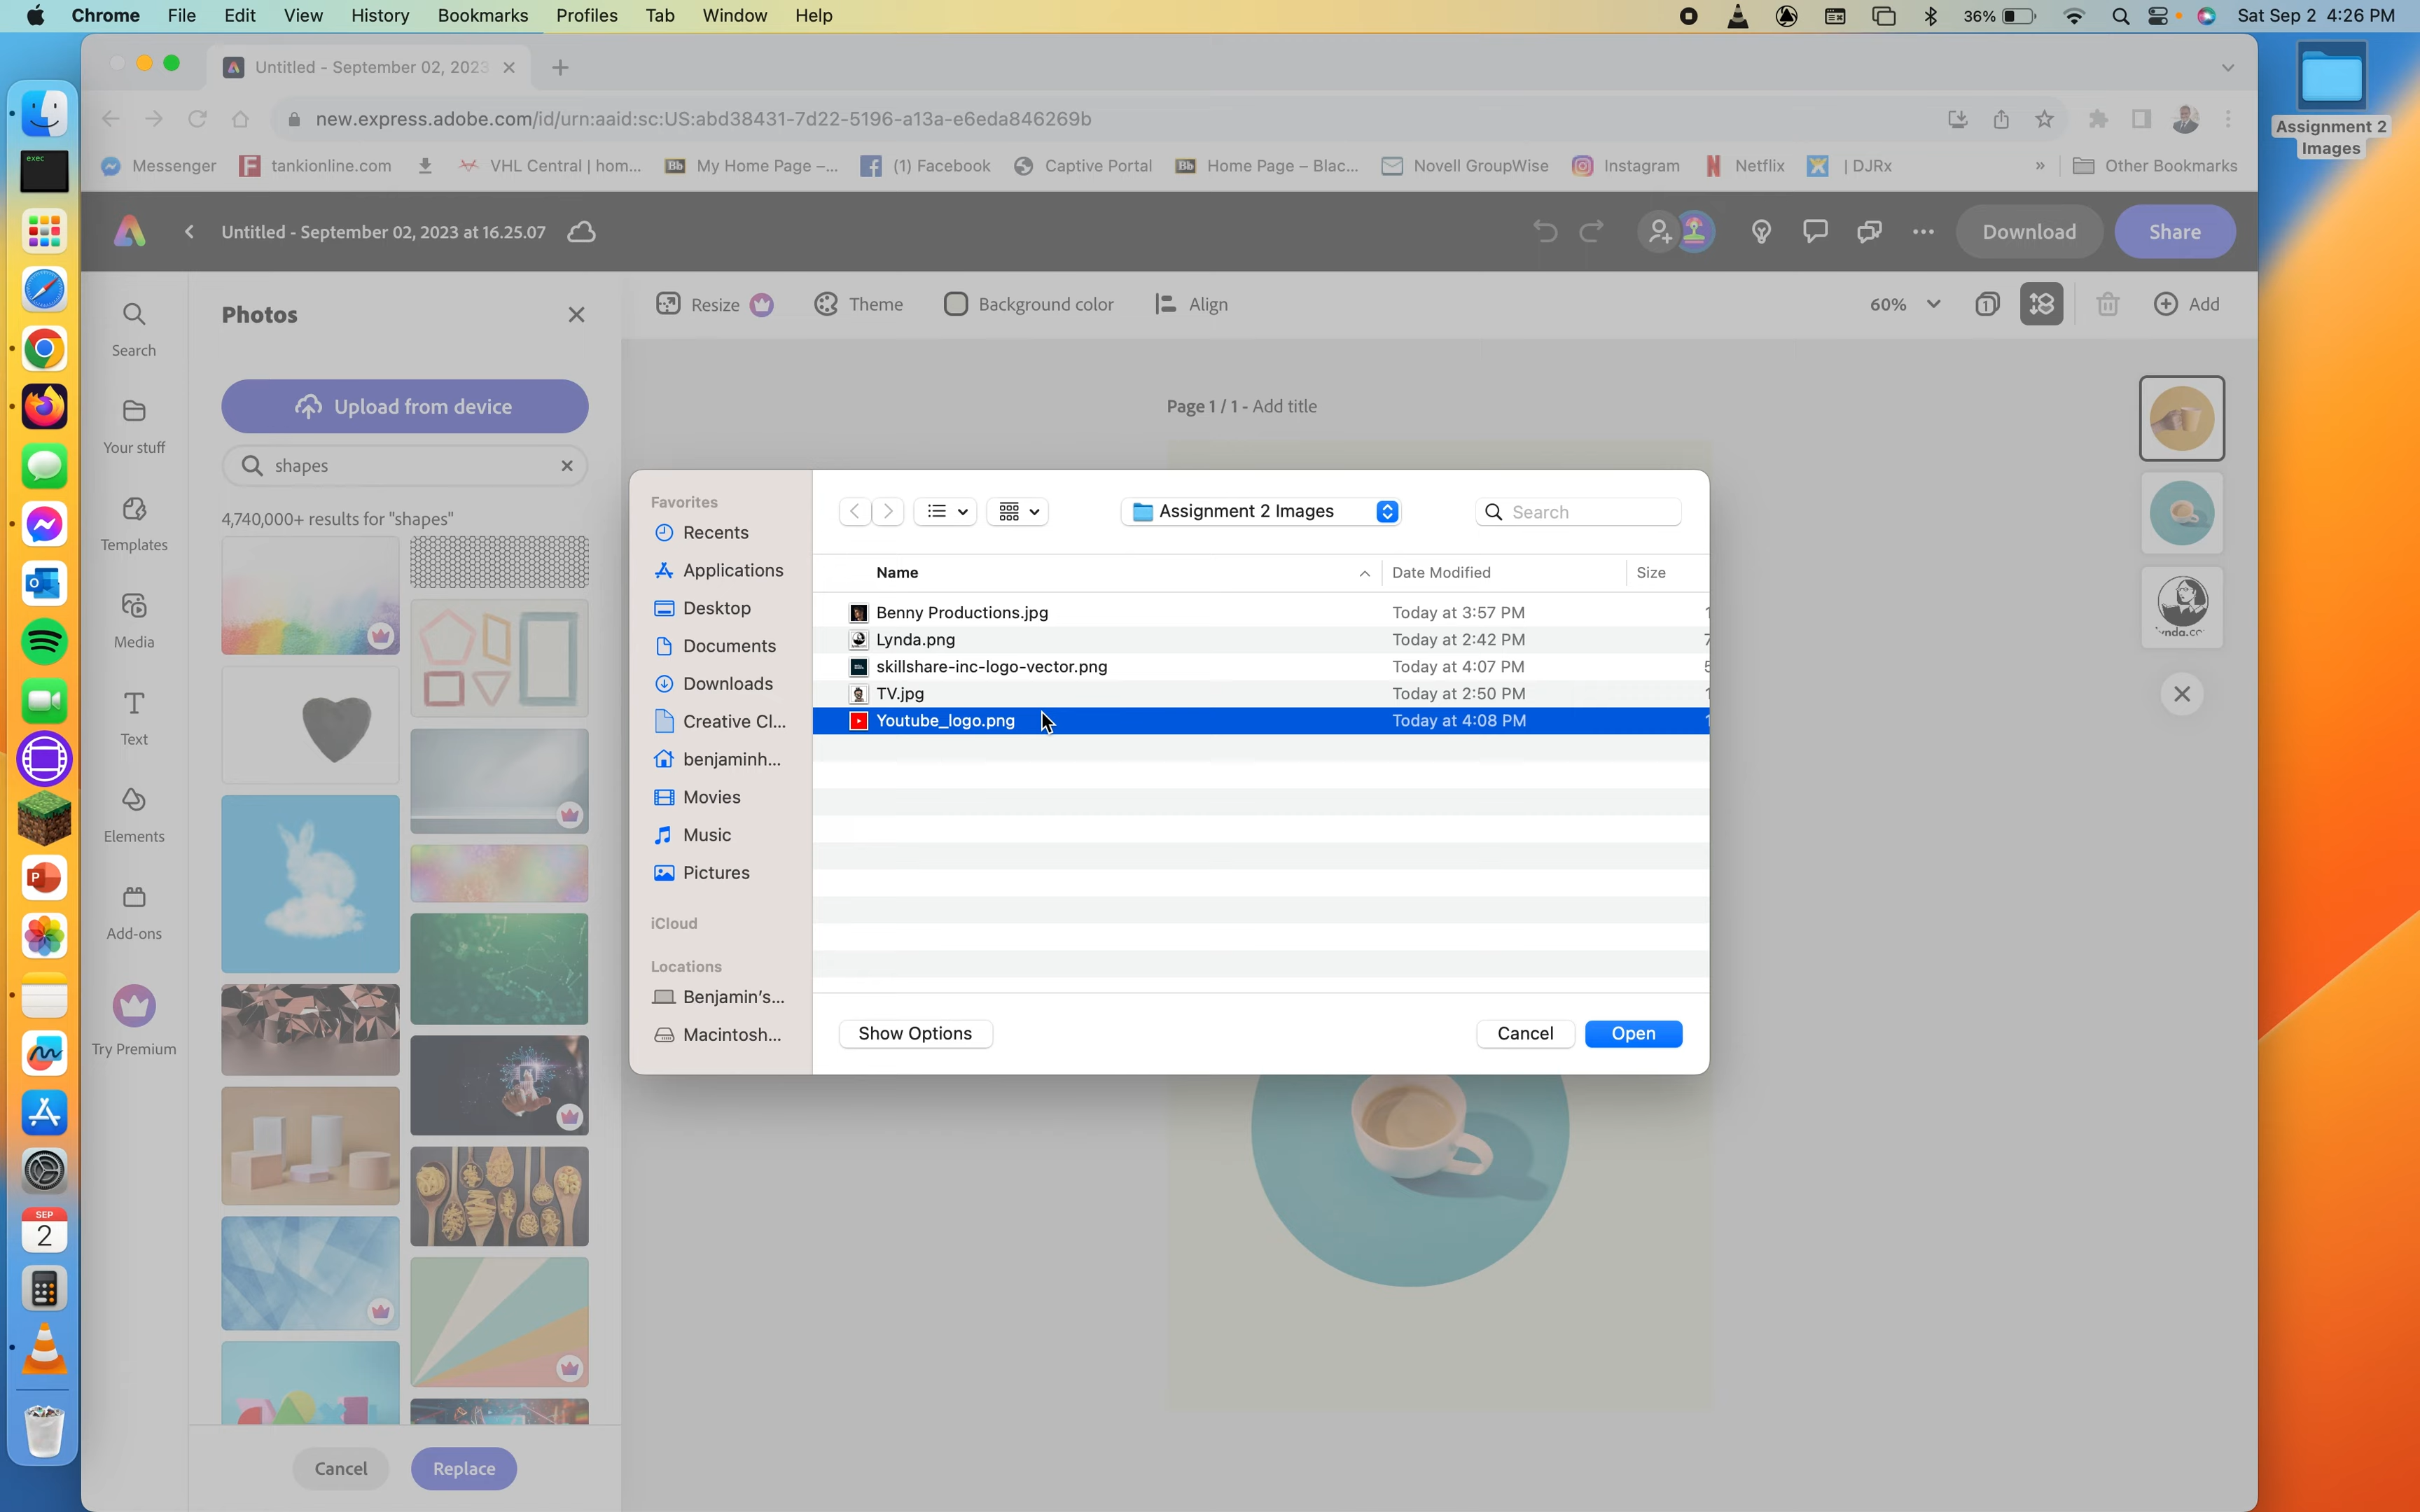 Chrome File Edit View History Bookmarks Profiles Tab Window Help
36% Sat Sep 2 4:26 PM
Untitled - September 02, 2023
new.express.adobe.com/id/urn:aaid:sc:US:abd38431-7d22-5196-a13a-e6eda846269b
Messenger tankionline.com VHL Central | hom... My Home Page –... (1) Facebook Captive Portal Home Page – Blac... Novell GroupWise Instagram Netflix | DJRx » Other Bookmarks
Assignment 2
Images
Untitled - September 02, 2023 at 16.25.07
Download Share
Search
Your stuff
Templates
Media
Text
Elements
Add-ons
Try Premium
Photos
Upload from device
shapes
4,740,000+ results for "shapes"
Cancel Replace
Resize Theme Background color Align
60% 1 Add
Page 1 / 1 - Add title
Favorites
Recents
Applications
Desktop
Documents
Downloads
Creative Cl...
benjaminh...
Movies
Music
Pictures
iCloud
Locations
Benjamin's...
Macintosh...
Assignment 2 Images
Search
Name Date Modified Size
Benny Productions.jpg Today at 3:57 PM
Lynda.png Today at 2:42 PM
skillshare-inc-logo-vector.png Today at 4:07 PM
TV.jpg Today at 2:50 PM
Youtube_logo.png Today at 4:08 PM
Show Options Cancel Open
exec
SEP
2